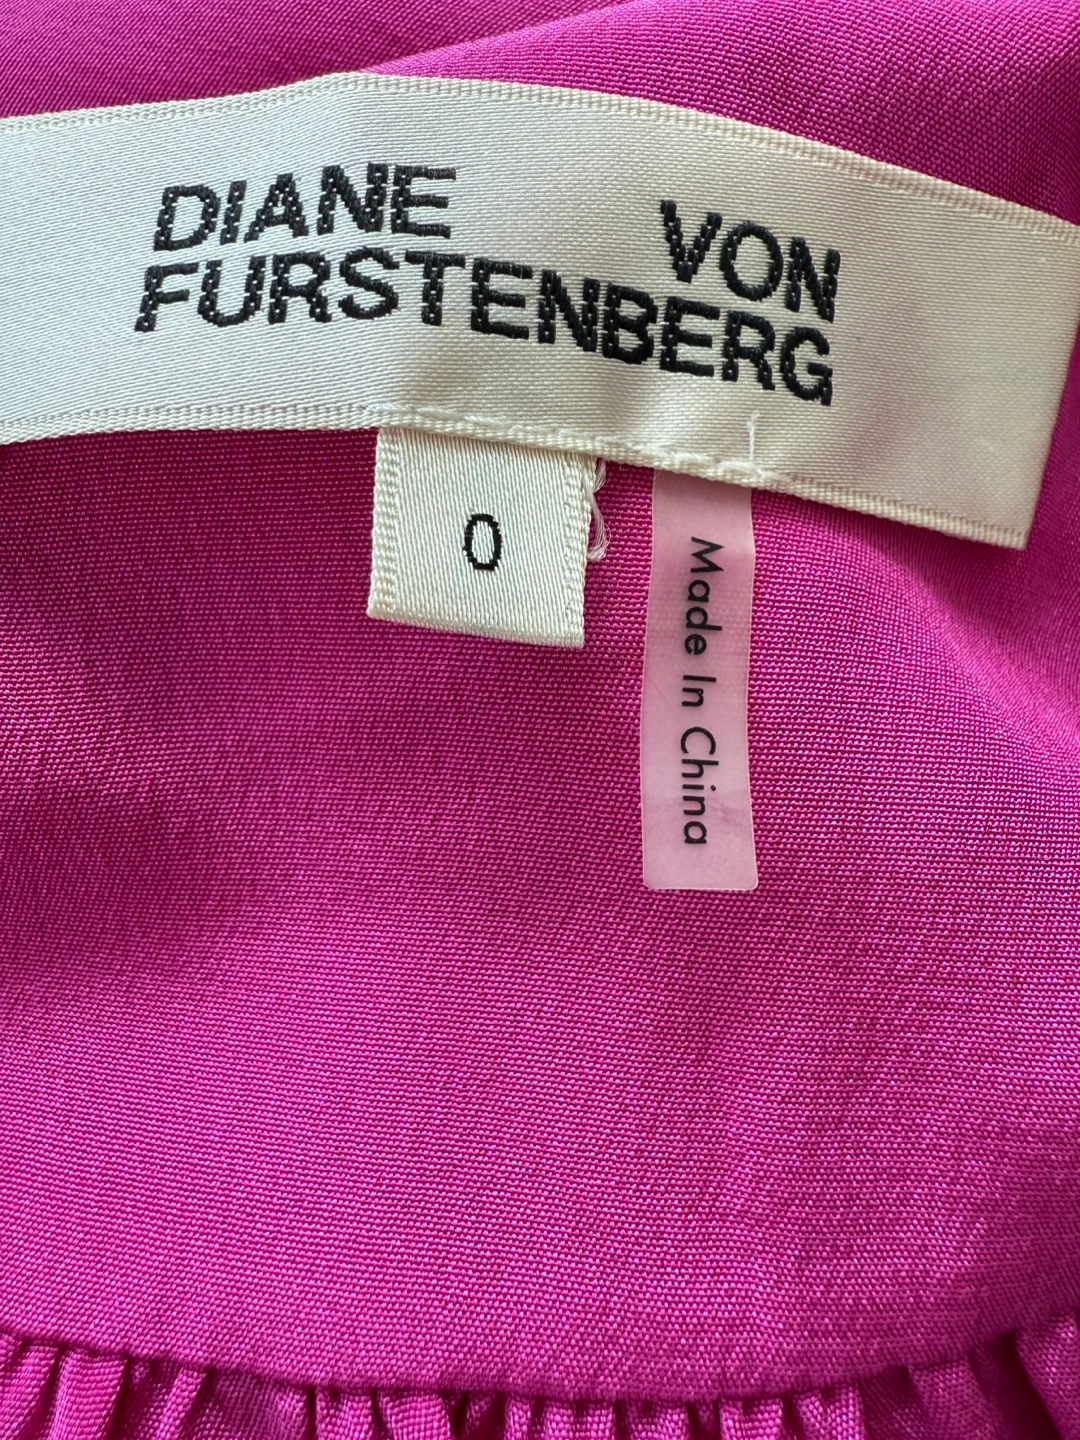 DIANE VON
FURSTENBERG
0
Made In China